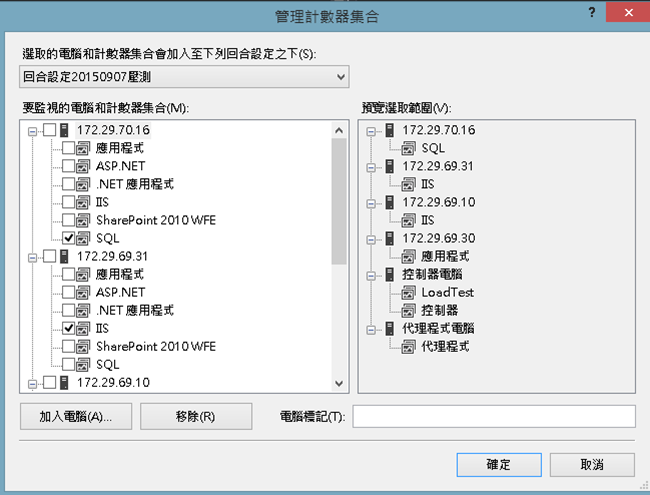 管理計數器集合
?
選取的電腦和計數器集合會加入至下列回合設定之下(S):
回合設定20150907壓測
要監視的電腦和計數器集合(M):
172.29.70.16
應用程式
ASP.NET
.NET 應用程式
IIS
SharePoint 2010 WFE
SQL
172.29.69.31
應用程式
ASP.NET
.NET 應用程式
IIS
SharePoint 2010 WFE
SQL
172.29.69.10
預覽選取範圍(V):
172.29.70.16
SQL
172.29.69.31
IIS
172.29.69.10
IIS
172.29.69.30
應用程式
控制器電腦
LoadTest
控制器
代理程式電腦
代理程式
加入電腦(A)...
移除(R)
電腦標記(T):
確定
取消